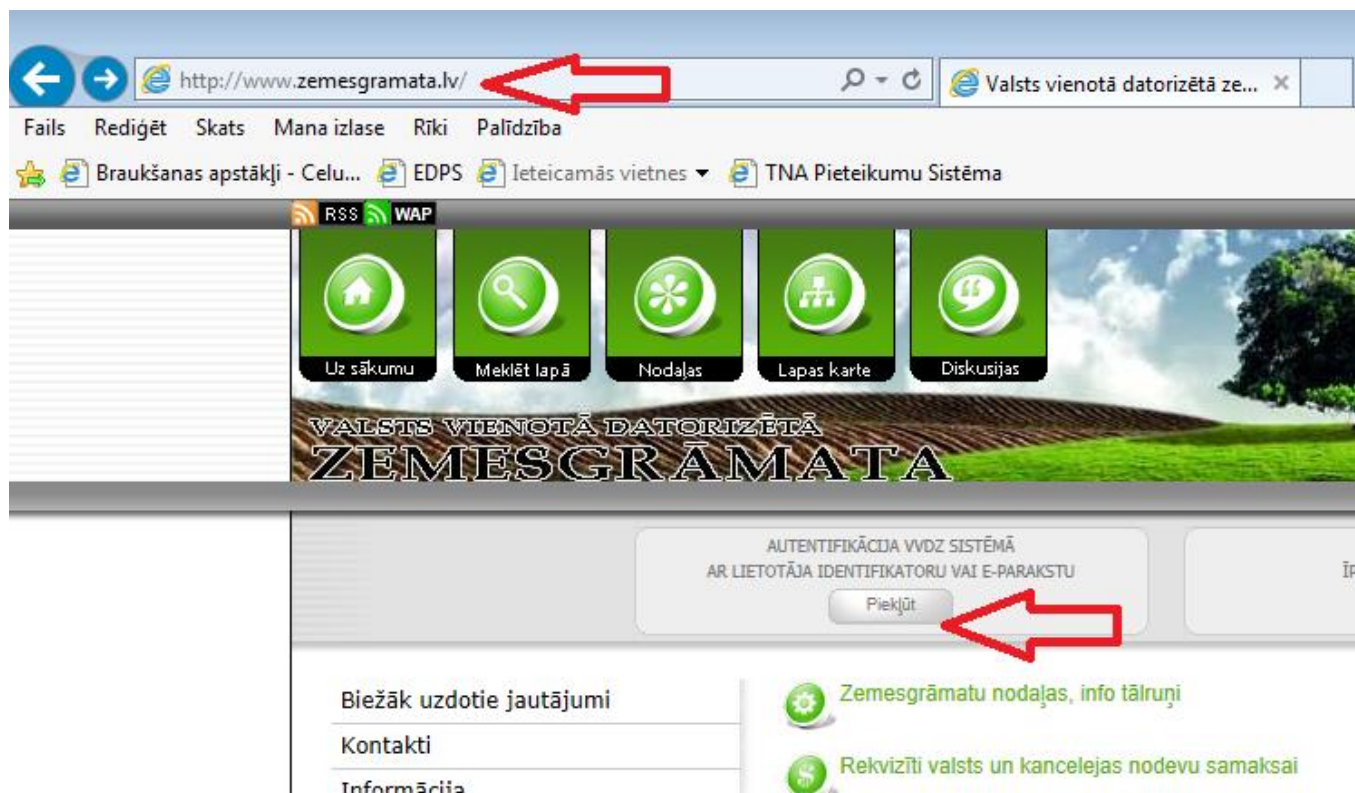 http://www.zemesgramata.lv/
Valsts vienotā datorizētā ze...
Fails Rediģēt Skats Mana izlase Rīki Palīdzība
Braukšanas apstākļi - Celu... EDPS Ieteicamās vietnes TNA Pieteikumu Sistēma
RSS WAP
Uz sākumu Meklēt lapā Nodaļas Lapas karte Diskusijas
VALSTS VIENOTĀ DATORIZĒTĀ
ZEMESGRĀMATA
AUTENTIFIKĀCIJA VVDZ SISTĒMĀ
AR LIETOTĀJA IDENTIFIKATORU VAI E-PARAKSTU
Piekļūt
Biežāk uzdotie jautājumi
Kontakti
Informācija
Zemesgrāmatu nodaļas, info tālruņi
Rekvizīti valsts un kancelejas nodevu samaksai